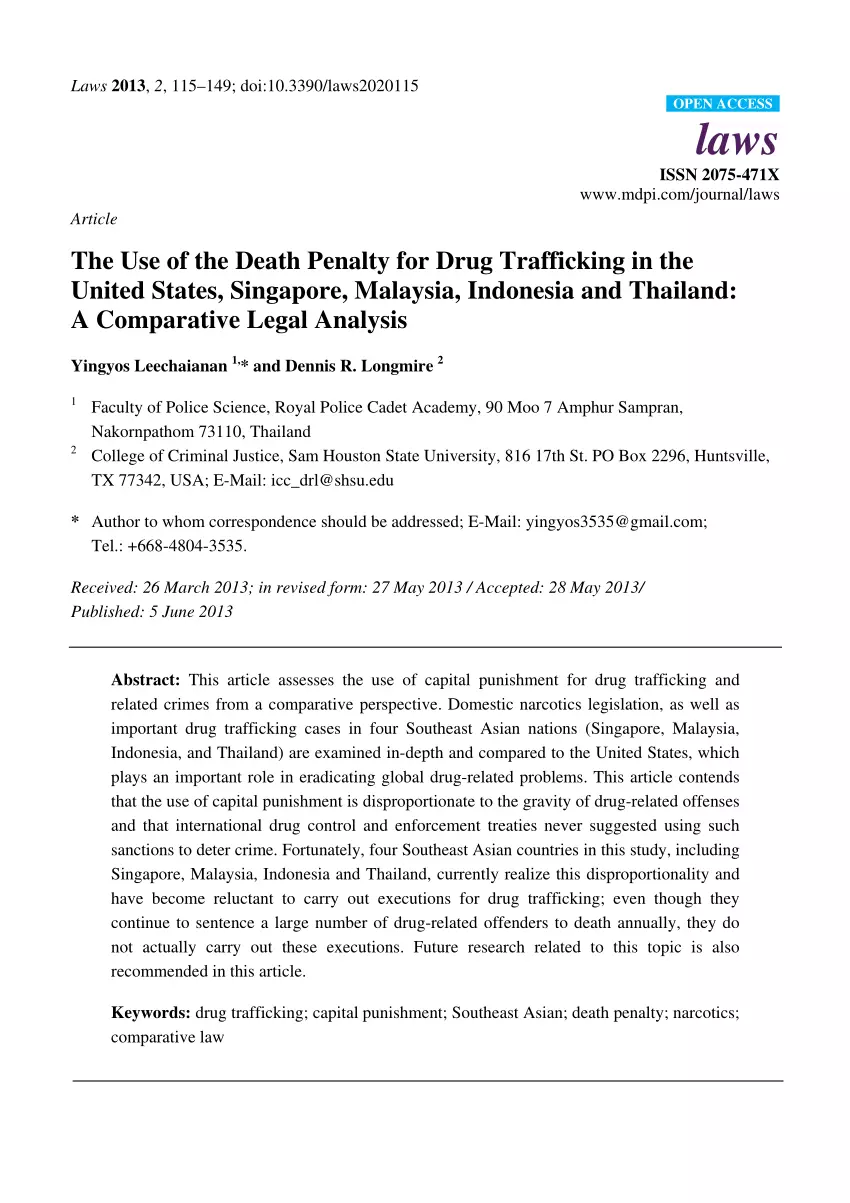 Laws 2013, 2, 115–149; doi:10.3390/laws2020115
OPEN ACCESS
laws
ISSN 2075-471X
www.mdpi.com/journal/laws
Article
The Use of the Death Penalty for Drug Trafficking in the
United States, Singapore, Malaysia, Indonesia and Thailand:
A Comparative Legal Analysis
Yingyos Leechaianan 1,* and Dennis R. Longmire 2
1 Faculty of Police Science, Royal Police Cadet Academy, 90 Moo 7 Amphur Sampran,
Nakornpathom 73110, Thailand
2 College of Criminal Justice, Sam Houston State University, 816 17th St. PO Box 2296, Huntsville,
TX 77342, USA; E-Mail: icc_drl@shsu.edu
* Author to whom correspondence should be addressed; E-Mail: yingyos3535@gmail.com;
Tel.: +668-4804-3535.
Received: 26 March 2013; in revised form: 27 May 2013 / Accepted: 28 May 2013/
Published: 5 June 2013
Abstract: This article assesses the use of capital punishment for drug trafficking and
related crimes from a comparative perspective. Domestic narcotics legislation, as well as
important drug trafficking cases in four Southeast Asian nations (Singapore, Malaysia,
Indonesia, and Thailand) are examined in-depth and compared to the United States, which
plays an important role in eradicating global drug-related problems. This article contends
that the use of capital punishment is disproportionate to the gravity of drug-related offenses
and that international drug control and enforcement treaties never suggested using such
sanctions to deter crime. Fortunately, four Southeast Asian countries in this study, including
Singapore, Malaysia, Indonesia and Thailand, currently realize this disproportionality and
have become reluctant to carry out executions for drug trafficking; even though they
continue to sentence a large number of drug-related offenders to death annually, they do
not actually carry out these executions. Future research related to this topic is also
recommended in this article.
Keywords: drug trafficking; capital punishment; Southeast Asian; death penalty; narcotics;
comparative law